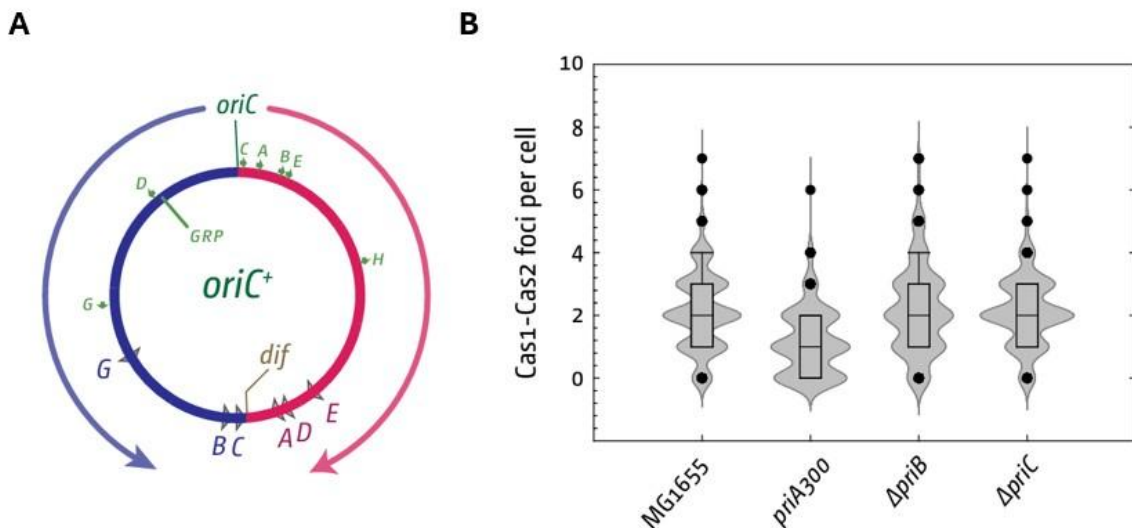 A
oriC
C
A
B
E
D
GRP
H
oriC⁺
G
G
dif
E
B C
A D
B
Cas1-Cas2 foci per cell
10
8
6
4
2
0
MG1655
priA300
ΔpriB
ΔpriC